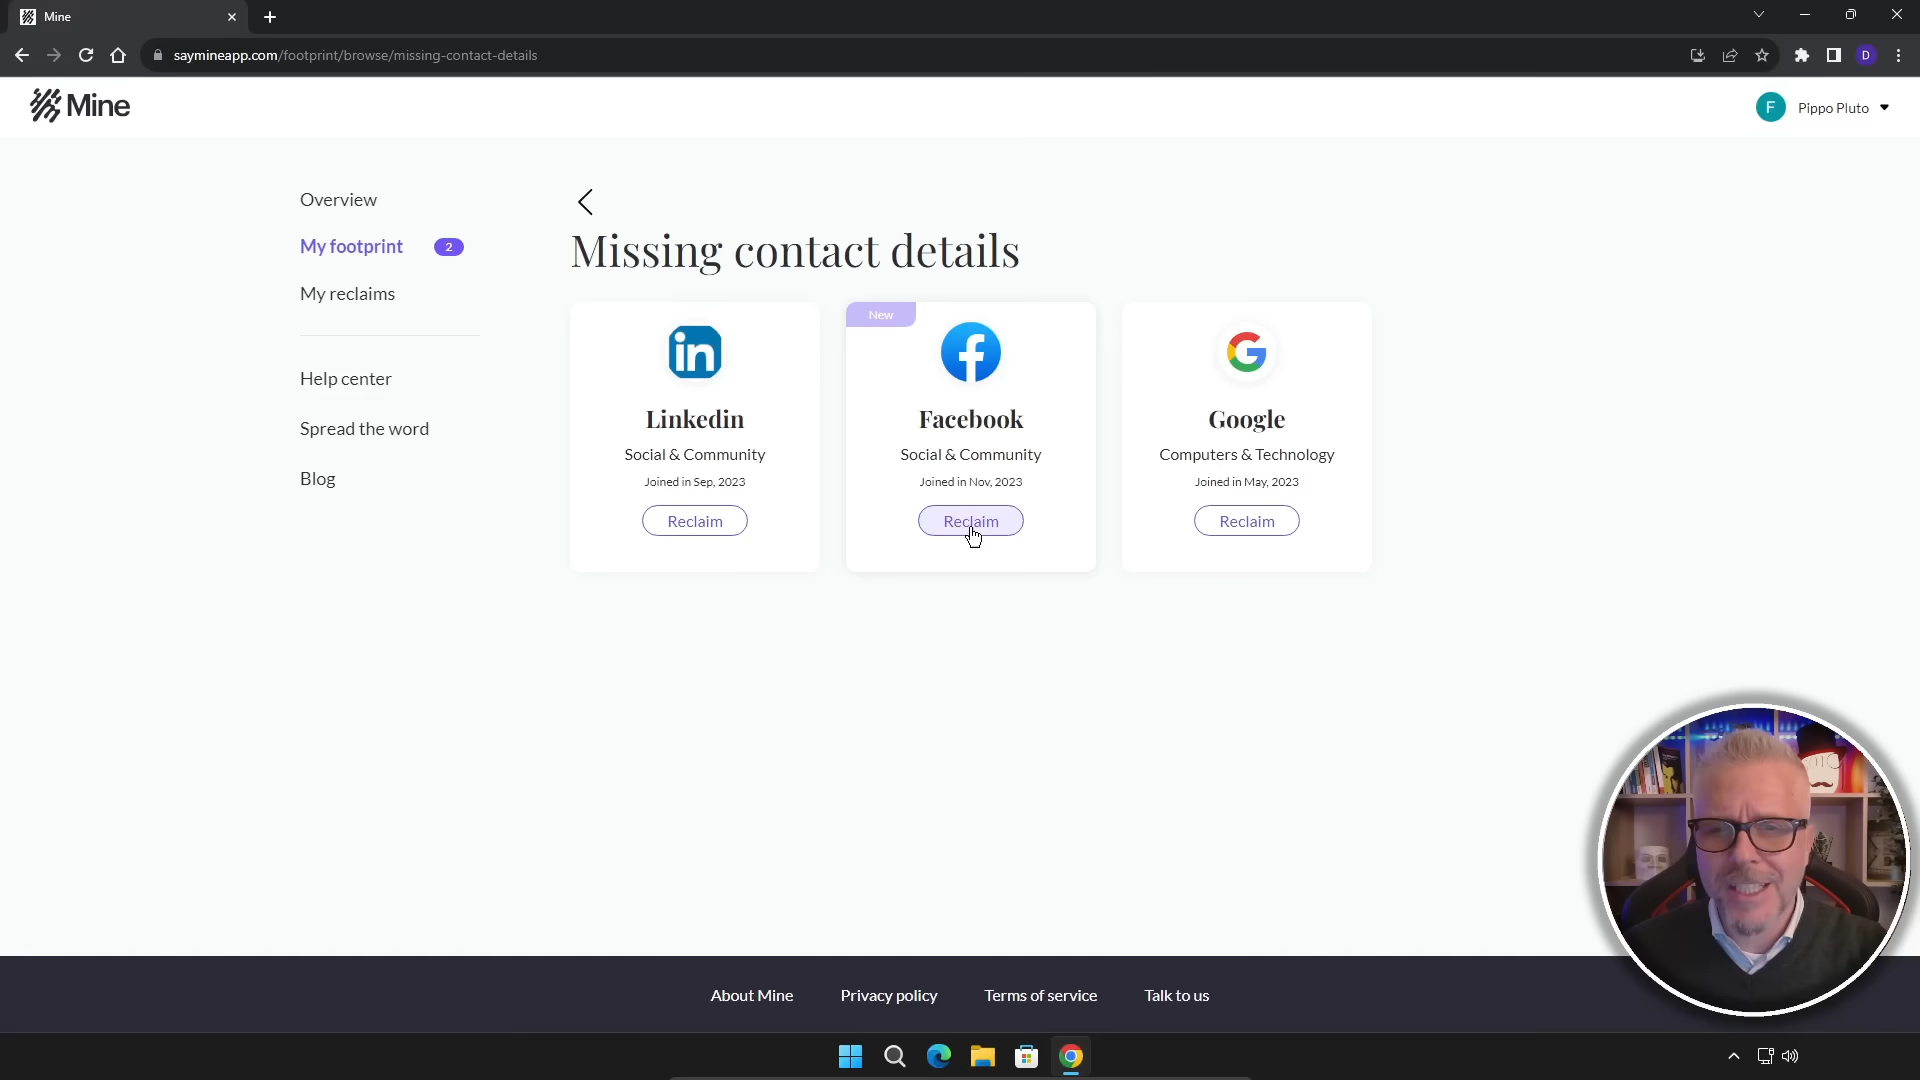 Mine
saymineapp.com/footprint/browse/missing-contact-details
D
Mine
F
Pippo Pluto
Overview
My footprint
2
My reclaims
Help center
Spread the word
Blog
Missing contact details
in
Linkedin
Social & Community
Joined in Sep, 2023
Reclaim
New
Facebook
Social & Community
Joined in Nov, 2023
Reclaim
Google
Computers & Technology
Joined in May, 2023
Reclaim
About Mine
Privacy policy
Terms of service
Talk to us